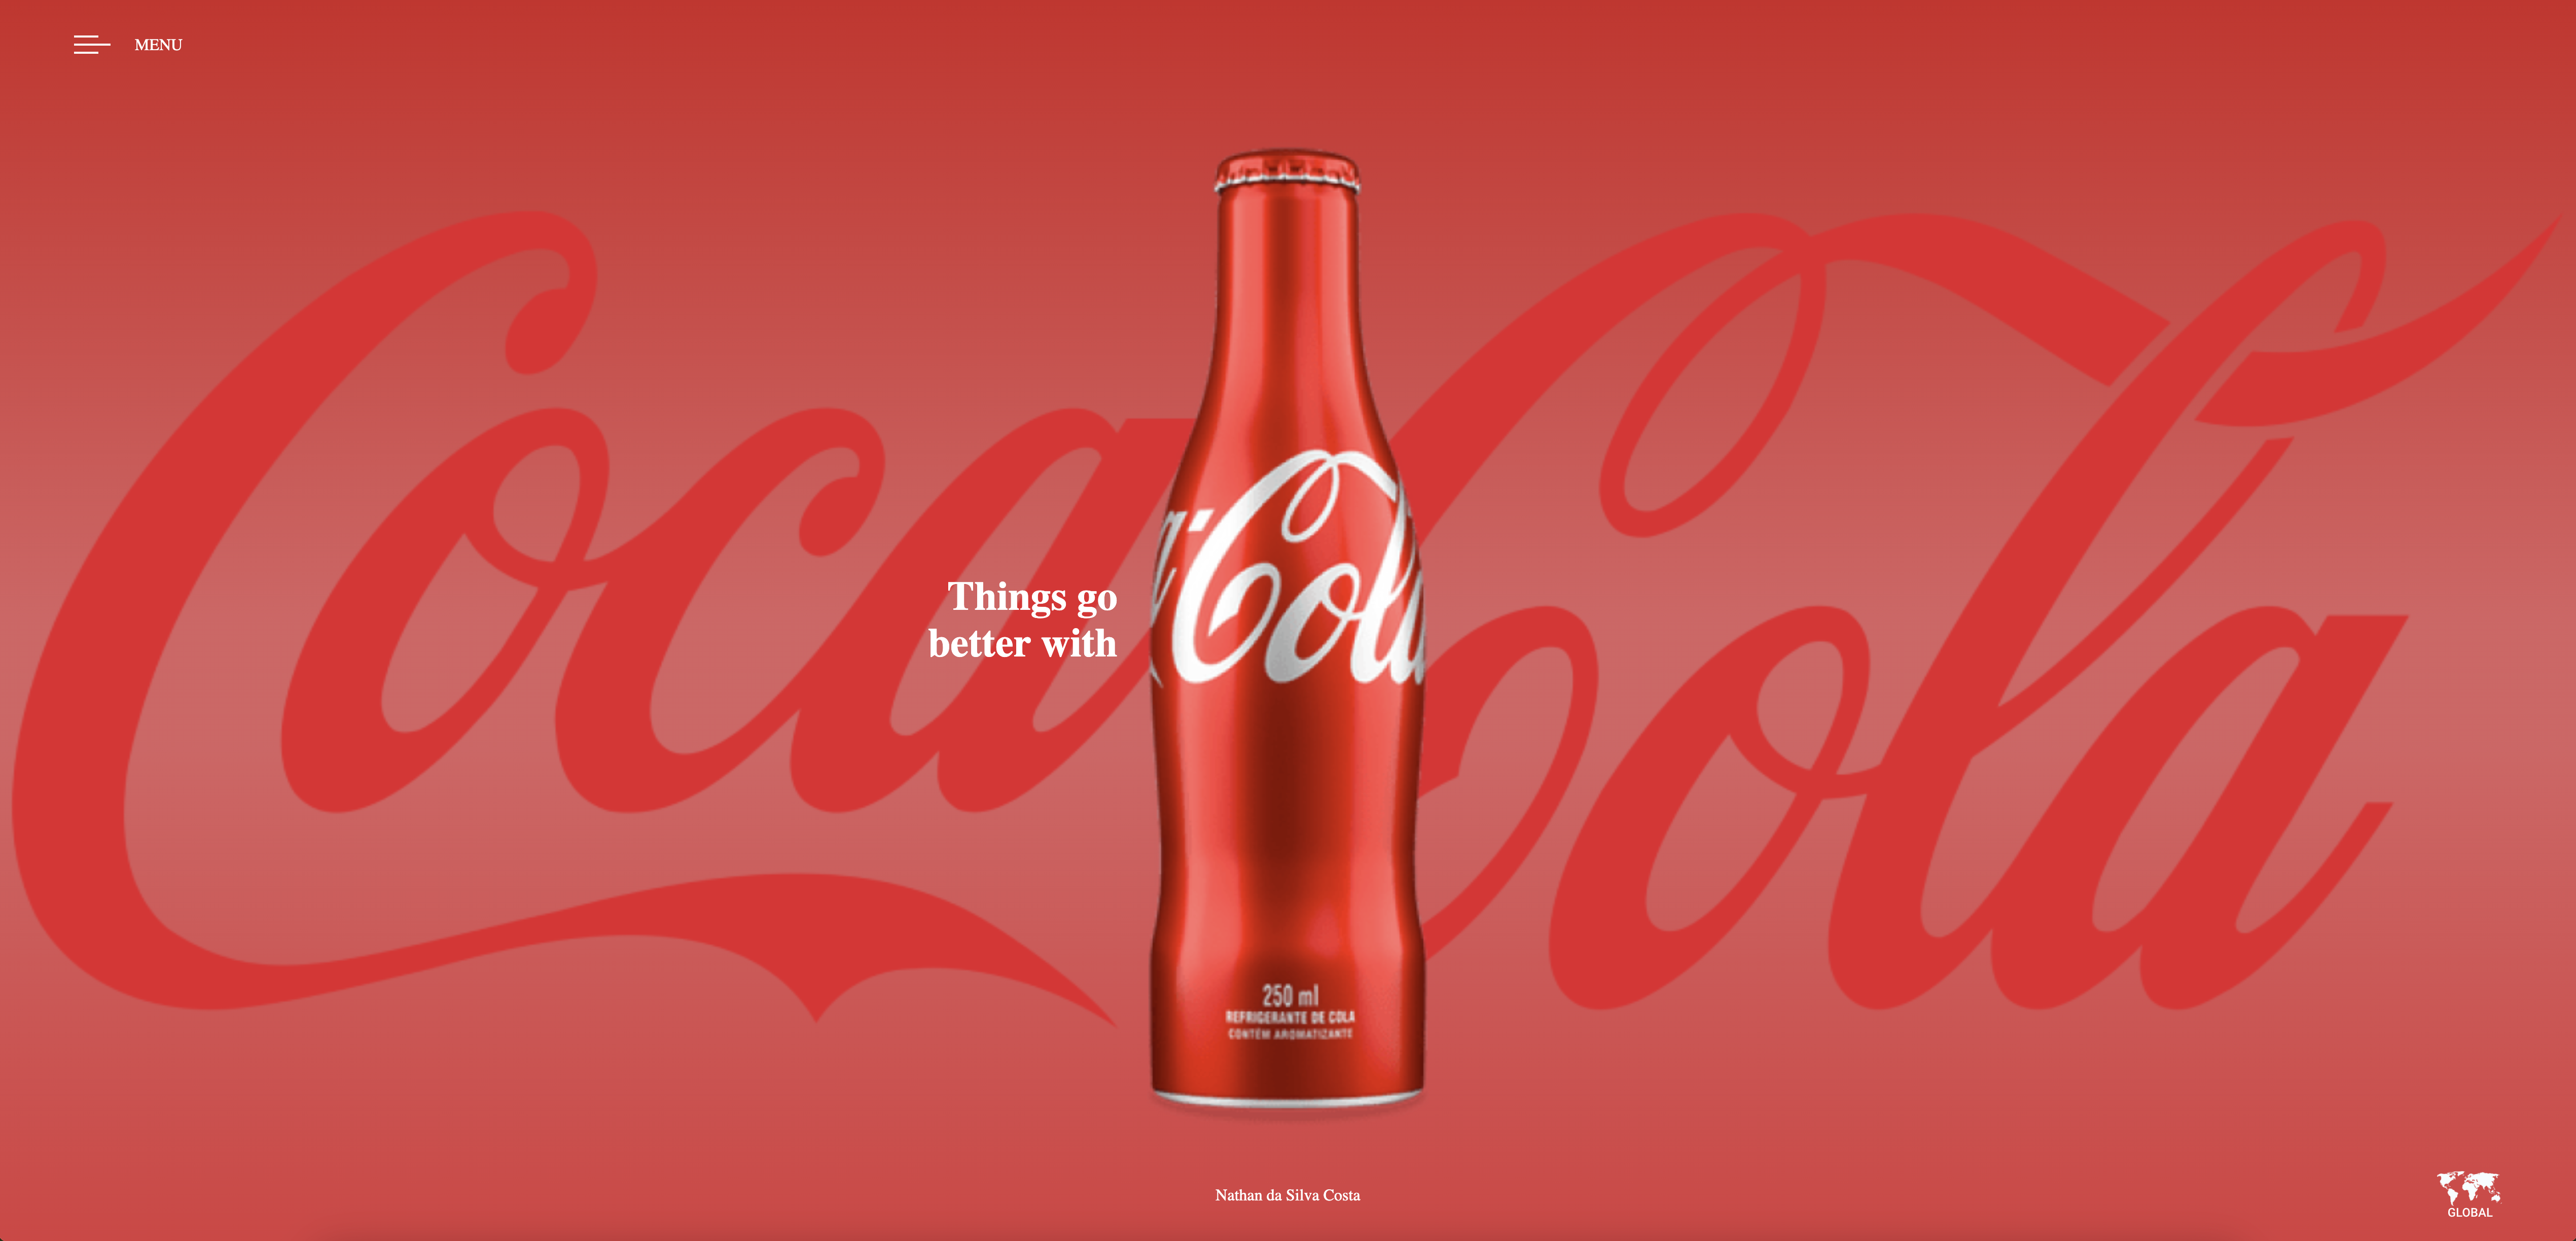 MENU
Coca-Cola
Things go
better with
Cola
250 ml
REFRIGERANTE DE COLA
CONTÉM AROMATIZANTE
Nathan da Silva Costa
GLOBAL